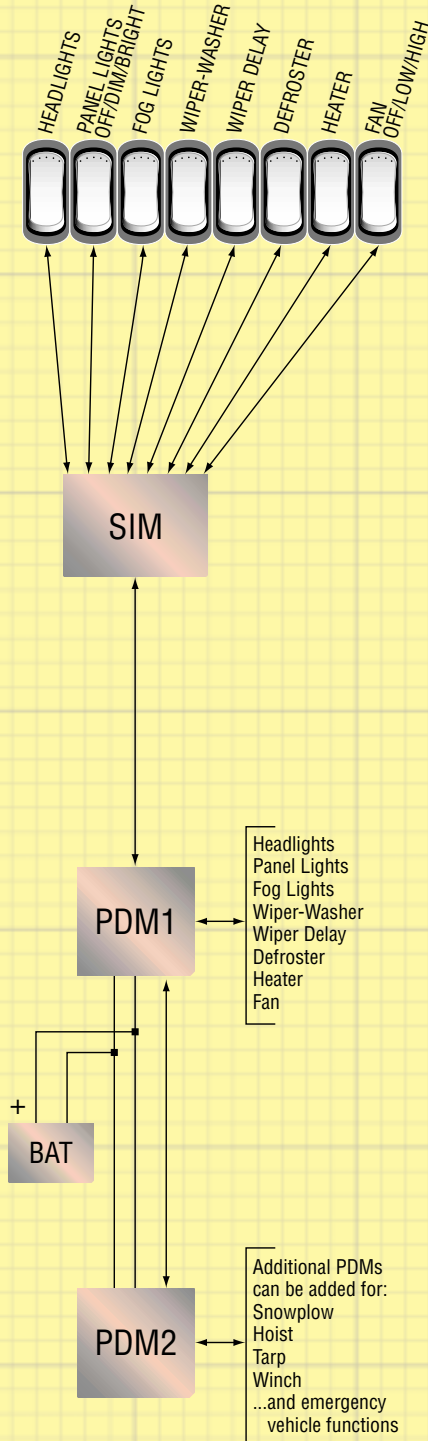 HEADLIGHTS
PANEL LIGHTS
OFF/DIM/BRIGHT
FOG LIGHTS
WIPER-WASHER
WIPER DELAY
DEFROSTER
HEATER
FAN
OFF/LOW/HIGH
SIM
PDM1
Headlights
Panel Lights
Fog Lights
Wiper-Washer
Wiper Delay
Defroster
Heater
Fan
+
BAT
PDM2
Additional PDMs
can be added for:
Snowplow
Hoist
Tarp
Winch
...and emergency
vehicle functions